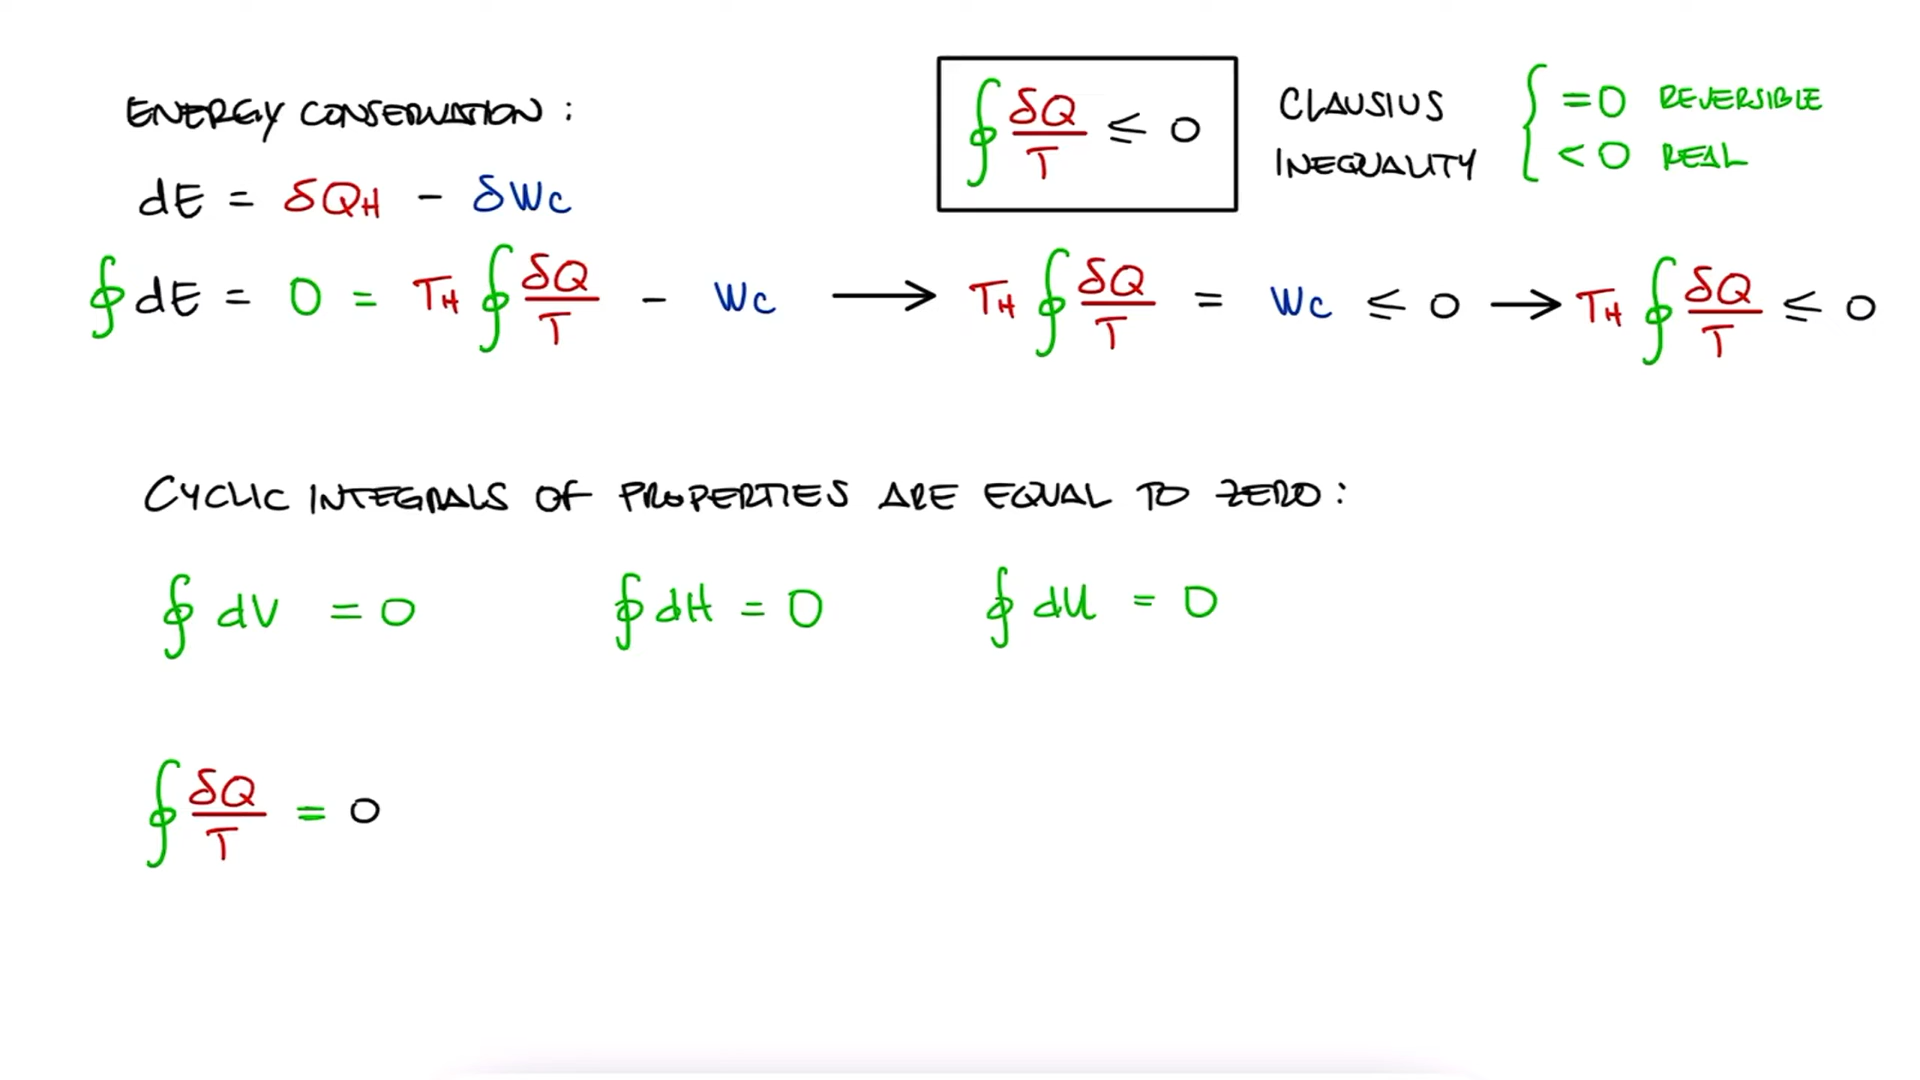 ENERGY CONSERVATION:
dE = δQH - δWC
∮ δQ/T ≤ 0
CLAUSIUS INEQUALITY
{ = 0 REVERSIBLE
< 0 REAL
∮ dE = 0 = TH ∮ δQ/T - WC → TH ∮ δQ/T = WC ≤ 0 → TH ∮ δQ/T ≤ 0
CYCLIC INTEGRALS OF PROPERTIES ARE EQUAL TO ZERO:
∮ dV = 0 ∮ dH = 0 ∮ dU = 0
∮ δQ/T = 0